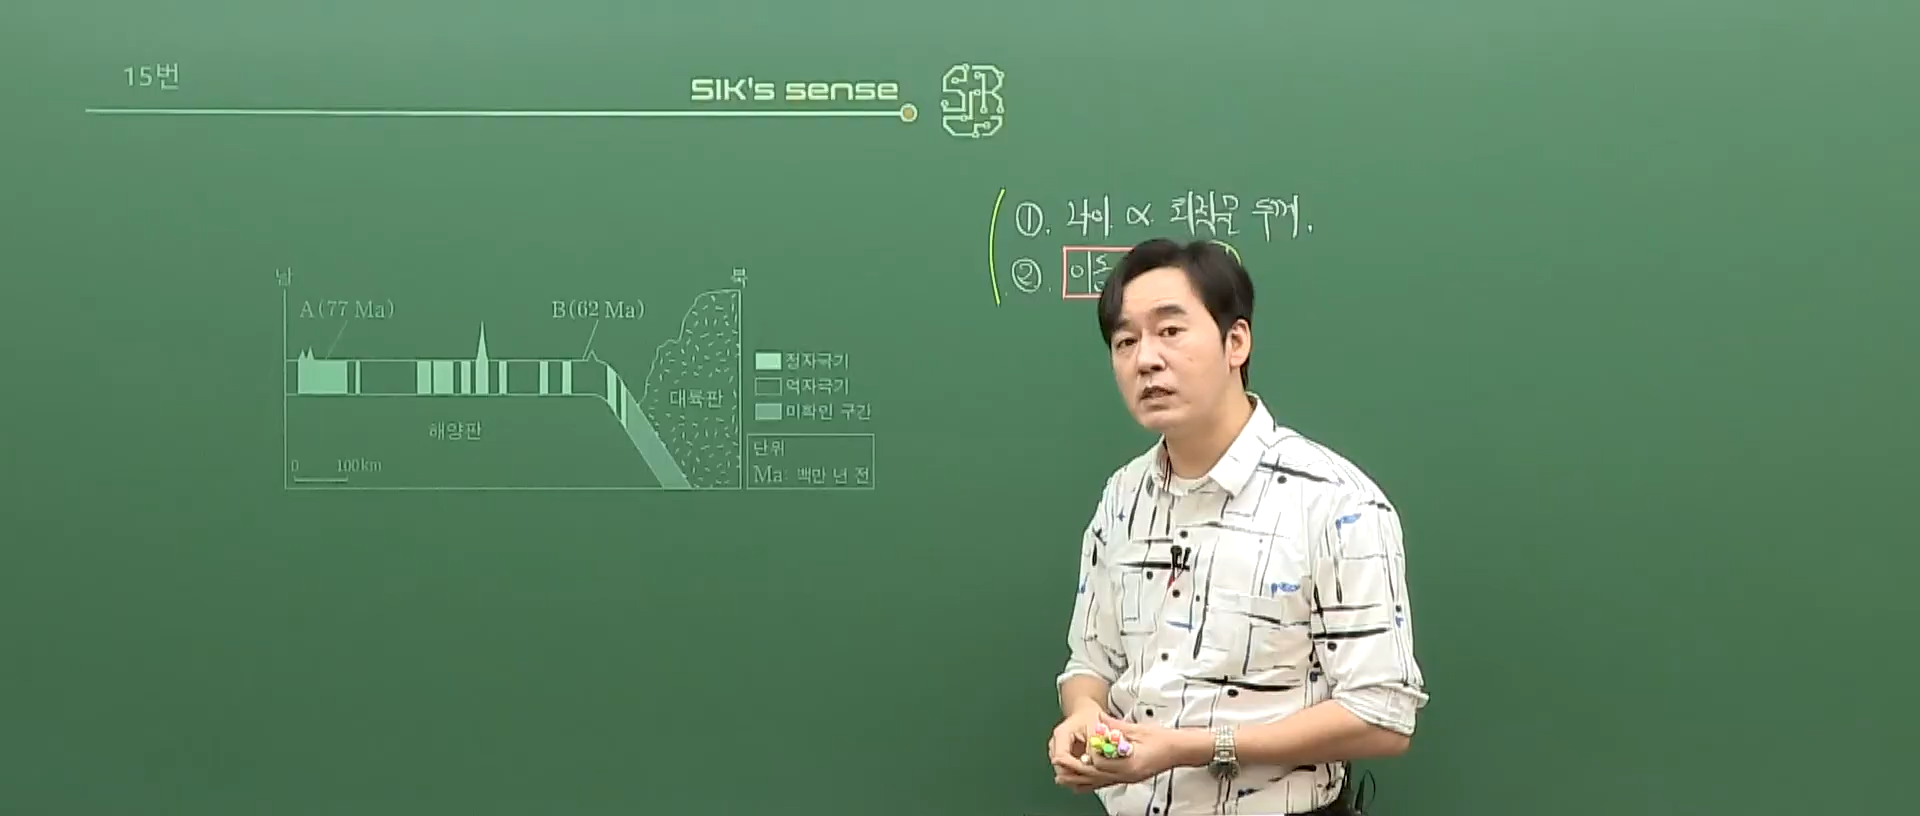 15번
SIK's sense
SIK
①. 나이 ∝ 퇴적물 두께.
②. 이동
남
북
A(77 Ma)
B(62 Ma)
정자극기
역자극기
미확인 구간
대륙판
해양판
단위
Ma: 백만 년 전
0 100km